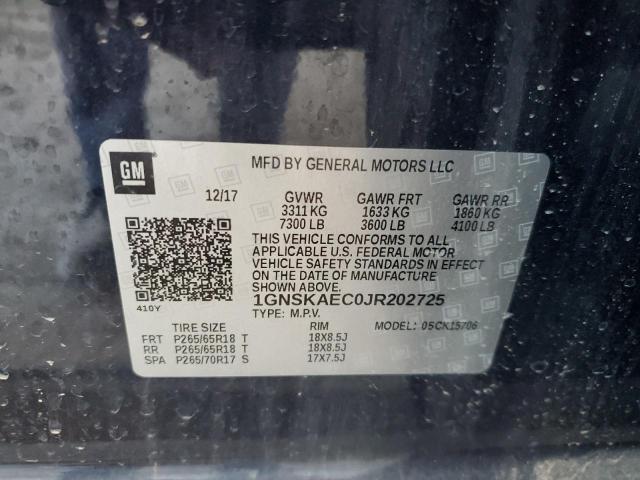 GM
MFD BY GENERAL MOTORS LLC
12/17 GVWR GAWR FRT GAWR RR
3311 KG 1633 KG 1860 KG
7300 LB 3600 LB 4100 LB
THIS VEHICLE CONFORMS TO ALL
APPLICABLE U.S. FEDERAL MOTOR
VEHICLE SAFETY STANDARDS IN EFFECT
ON THE DATE OF MANUFACTURE
SHOWN ABOVE.
1GNSKAEC0JR202725
410Y
TYPE: M.P.V. MODEL: 05CK15706
TIRE SIZE RIM
FRT P265/65R18 T 18X8.5J
RR P265/65R18 T 18X8.5J
SPA P265/70R17 S 17X7.5J